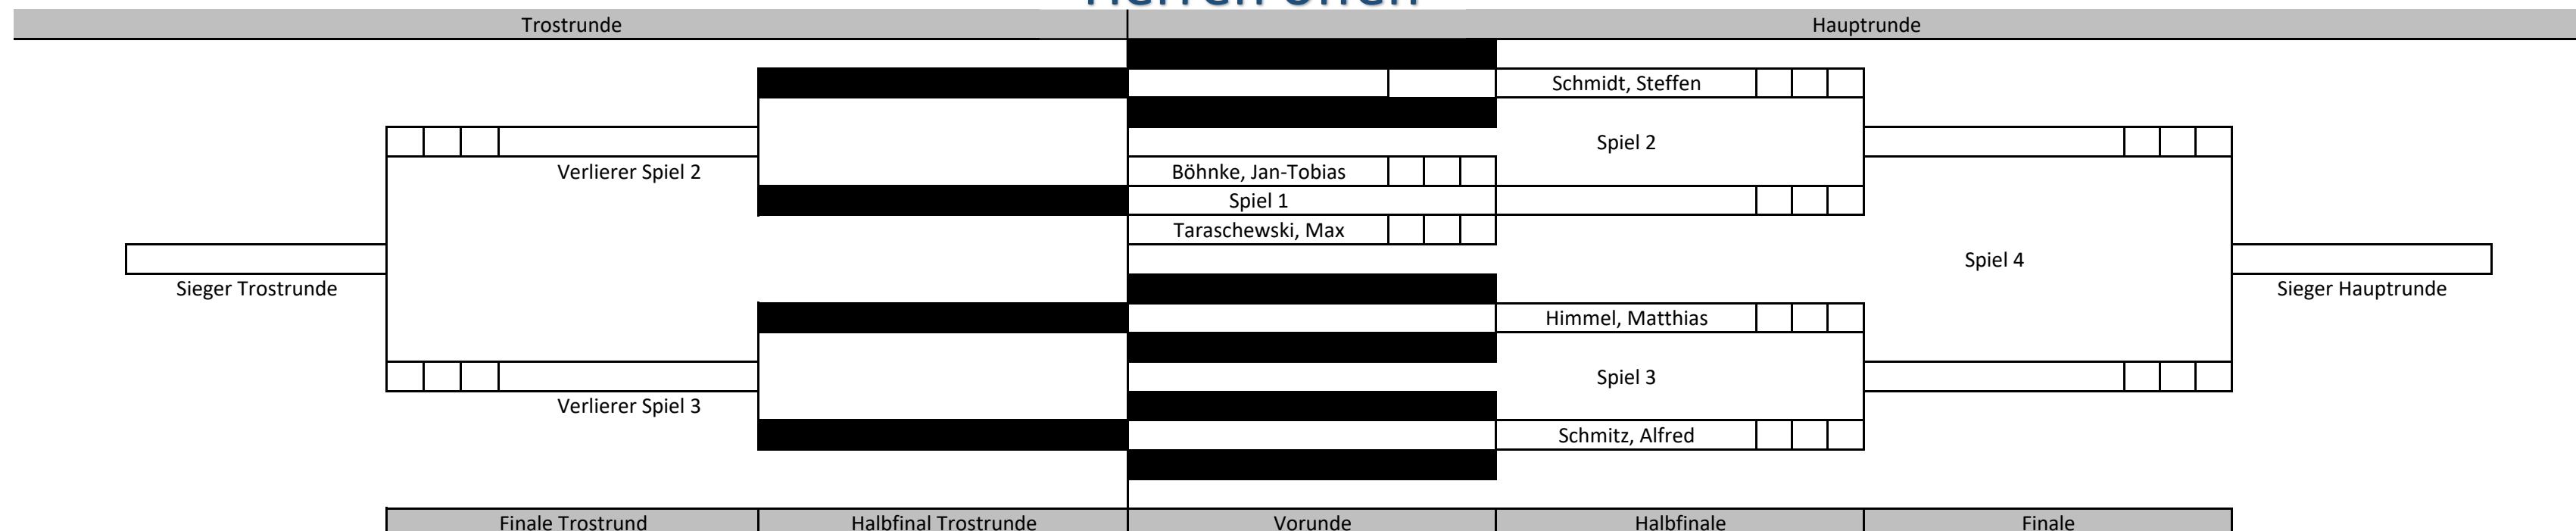 Herren offen
Trostrunde
Hauptrunde
Schmidt, Steffen
Spiel 2
Verlierer Spiel 2
Böhnke, Jan-Tobias
Spiel 1
Taraschewski, Max
Spiel 4
Sieger Trostrunde
Sieger Hauptrunde
Himmel, Matthias
Spiel 3
Verlierer Spiel 3
Schmitz, Alfred
Finale Trostrund
Halbfinal Trostrunde
Vorunde
Halbfinale
Finale